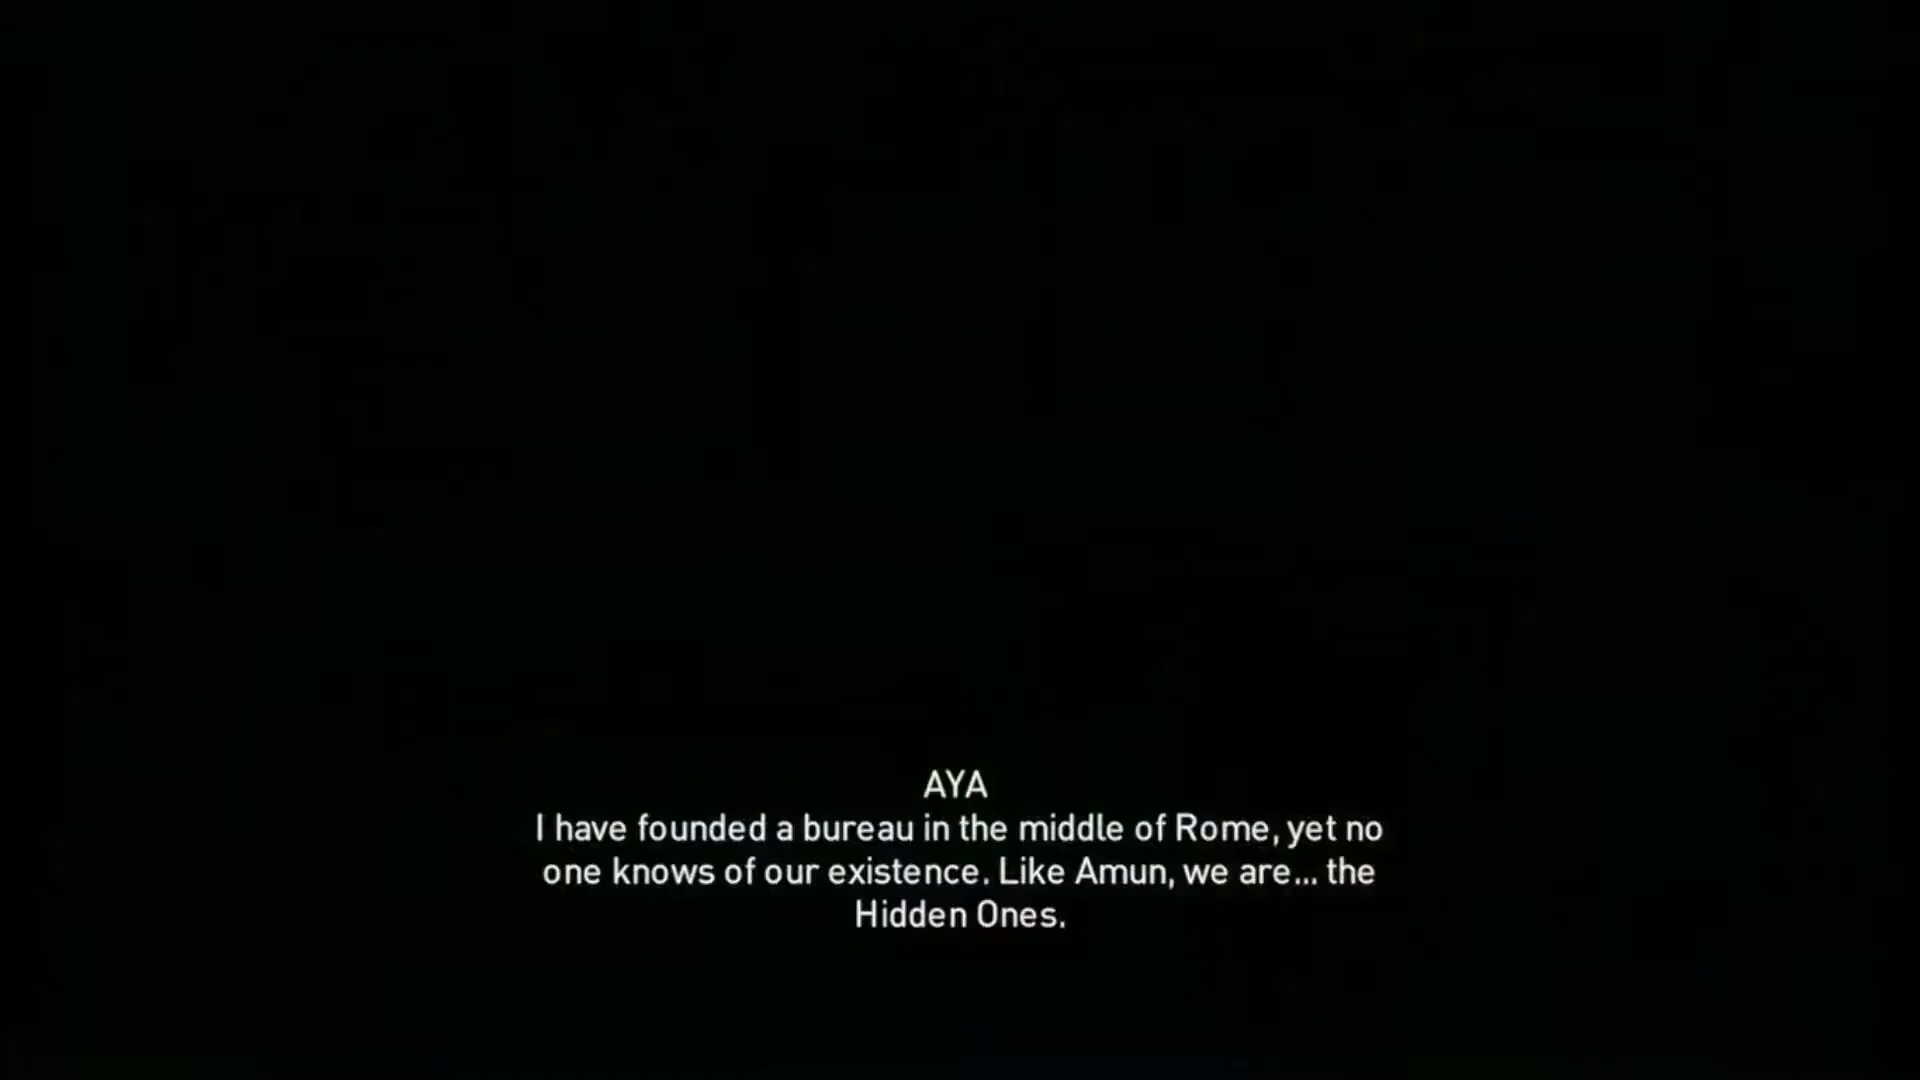 AYA
I have founded a bureau in the middle of Rome, yet no
one knows of our existence. Like Amun, we are... the
Hidden Ones.